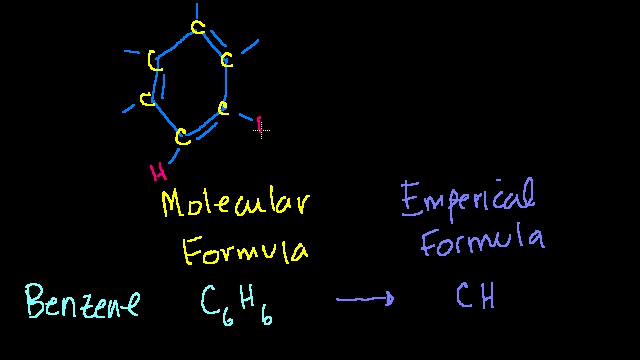 C
C C
C C
C
H
Molecular Emperical
Formula Formula
Benzene C₆H₆ → CH